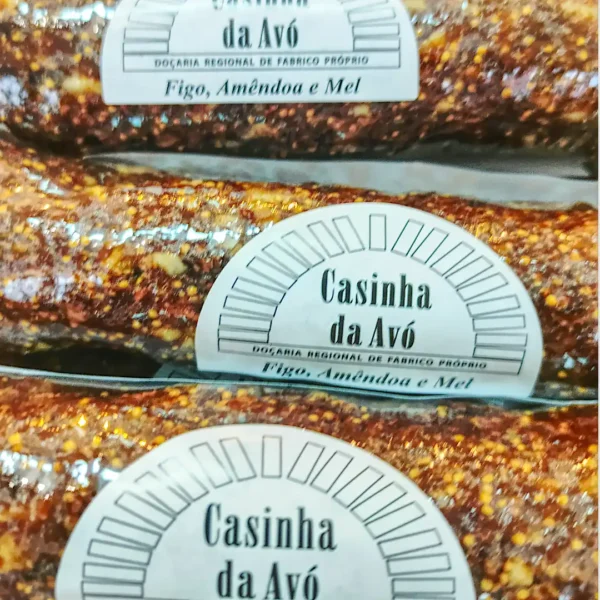 Casinha
da Avó
DOÇARIA REGIONAL DE FABRICO PRÓPRIO
Figo, Amêndoa e Mel
Casinha
da Avó
DOÇARIA REGIONAL DE FABRICO PRÓPRIO
Figo, Amêndoa e Mel
Casinha
da Avó